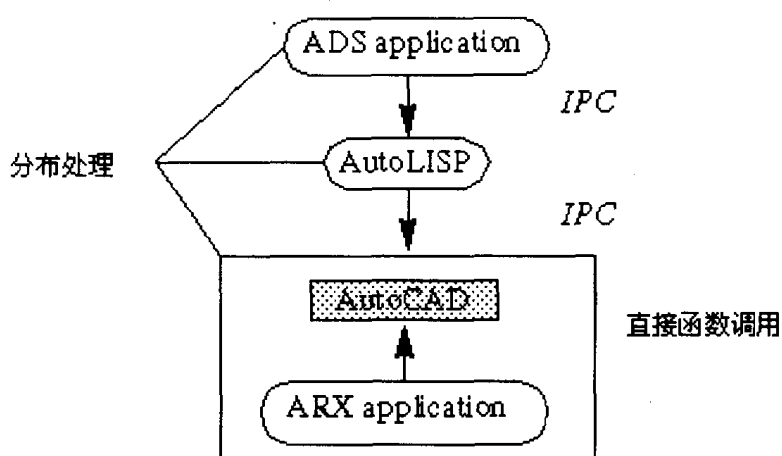 ADS application
IPC
分布处理
AutoLISP
IPC
AutoCAD
直接函数调用
ARX application